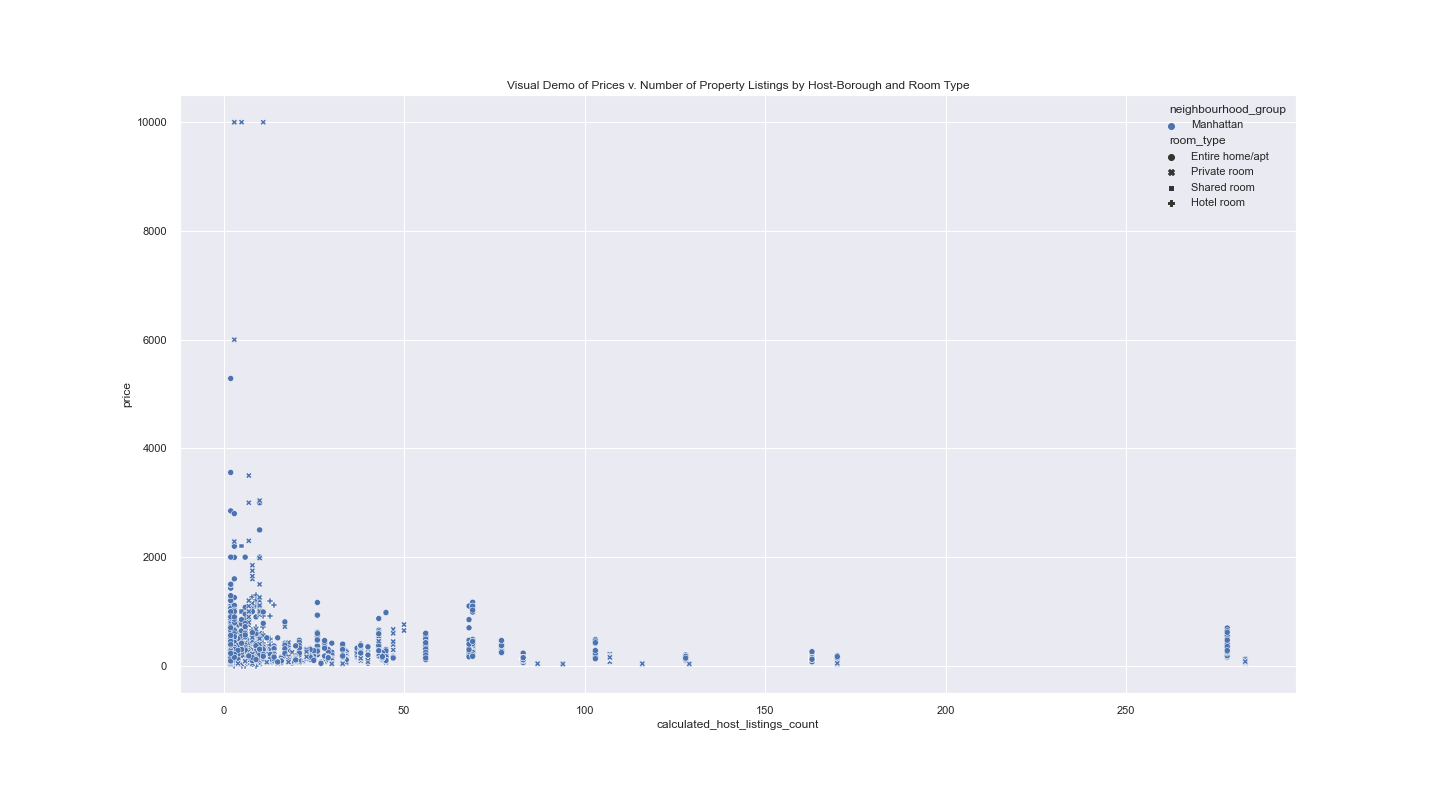 Visual Demo of Prices v. Number of Property Listings by Host-Borough and Room Type
neighbourhood_group
Manhattan
room_type
Entire home/apt
Private room
Shared room
Hotel room
10000
8000
6000
4000
2000
0
price
0 50 100 150 200 250
calculated_host_listings_count